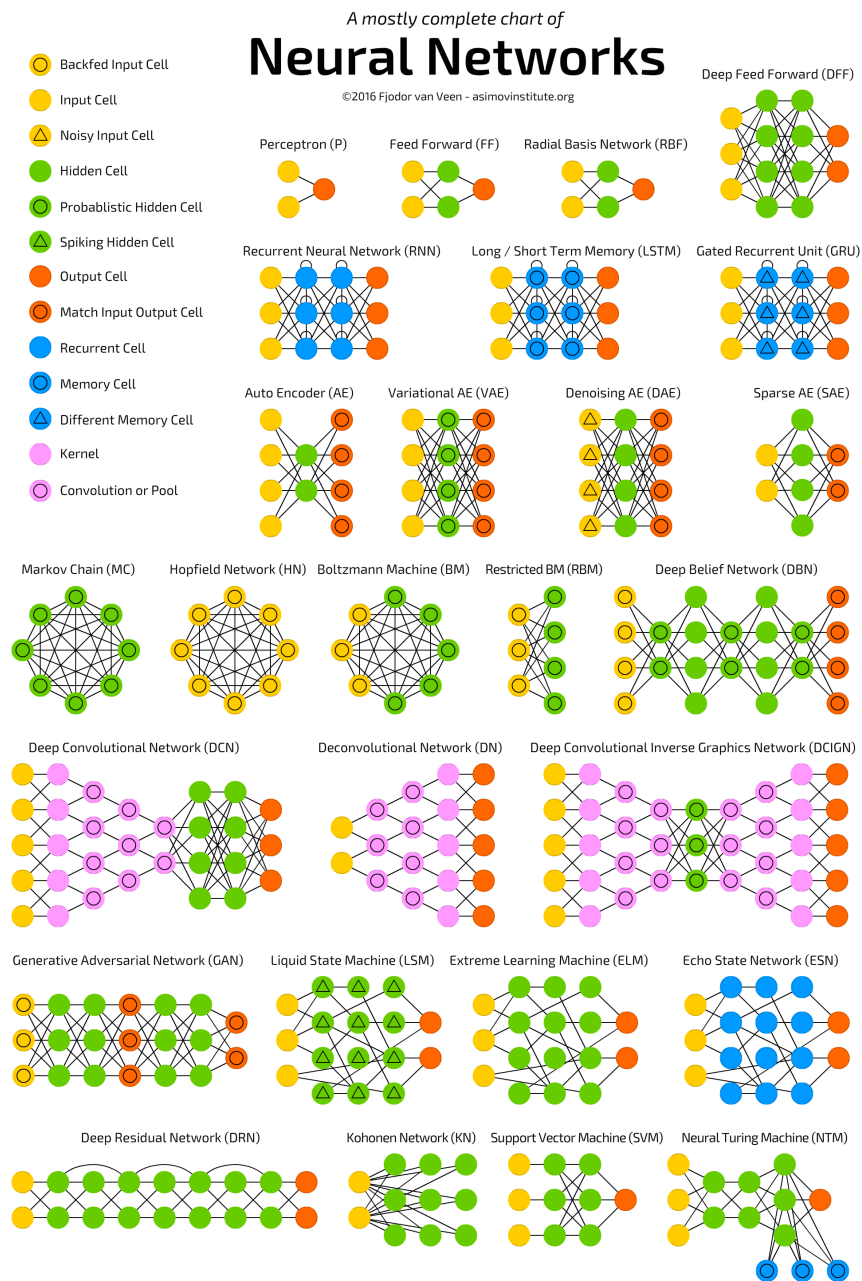 A mostly complete chart of
Neural Networks
©2016 Fjodor van Veen - asimovinstitute.org
Backfed Input Cell
Input Cell
Noisy Input Cell
Hidden Cell
Probablistic Hidden Cell
Spiking Hidden Cell
Output Cell
Match Input Output Cell
Recurrent Cell
Memory Cell
Different Memory Cell
Kernel
Convolution or Pool
Deep Feed Forward (DFF)
Perceptron (P)
Feed Forward (FF)
Radial Basis Network (RBF)
Recurrent Neural Network (RNN)
Long / Short Term Memory (LSTM)
Gated Recurrent Unit (GRU)
Auto Encoder (AE)
Variational AE (VAE)
Denoising AE (DAE)
Sparse AE (SAE)
Markov Chain (MC)
Hopfield Network (HN)
Boltzmann Machine (BM)
Restricted BM (RBM)
Deep Belief Network (DBN)
Deep Convolutional Network (DCN)
Deconvolutional Network (DN)
Deep Convolutional Inverse Graphics Network (DCIGN)
Generative Adversarial Network (GAN)
Liquid State Machine (LSM)
Extreme Learning Machine (ELM)
Echo State Network (ESN)
Deep Residual Network (DRN)
Kohonen Network (KN)
Support Vector Machine (SVM)
Neural Turing Machine (NTM)